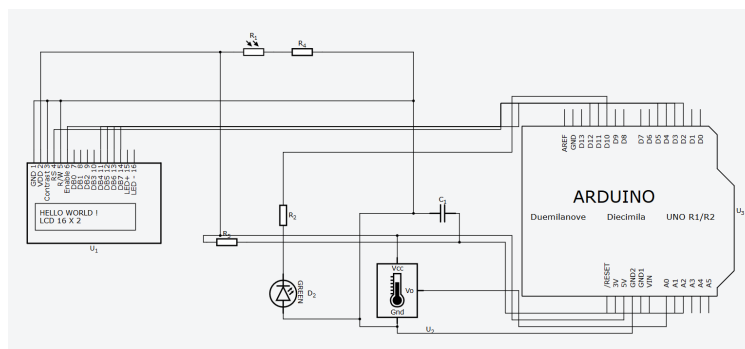 R1
R4
GND 1
VDD 2
Contrast 3
RS 4
R/W 5
Enable 6
DB0 7
DB1 8
DB2 9
DB3 10
DB4 11
DB5 12
DB6 13
DB7 14
LED+ 15
LED - 16
HELLO WORLD !
LCD 16 X 2
U1
R2
C1
GREEN
D2
Vcc
Vo
Gnd
AREF
GND
D13
D12
D11
D10
D9
D8
D7
D6
D5
D4
D3
D2
D1
D0
ARDUINO
Duemilanove Diecimila UNO R1/R2
U3
/RESET
3V
5V
GND2
GND1
VIN
A0
A1
A2
A3
A4
A5